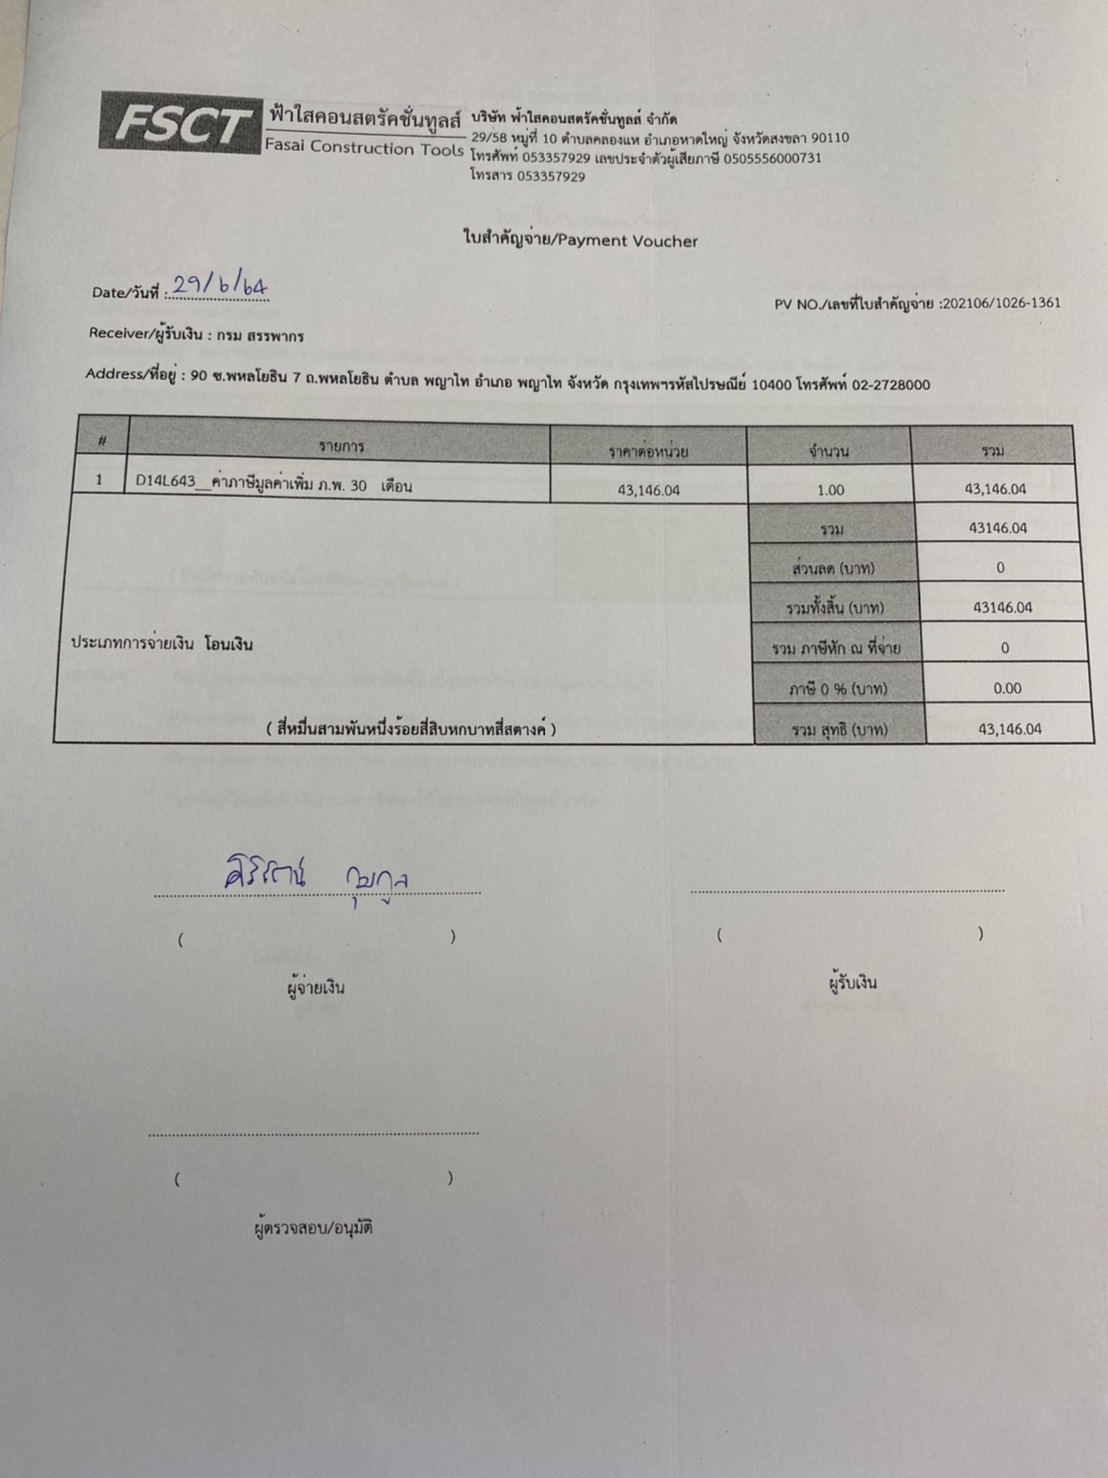 FSCT ฟ้าใสคอนสตรัคชั่นทูลส์
Fasai Construction Tools
บริษัท ฟ้าใสคอนสตรัคชั่นทูลส์ จำกัด
29/58 หมู่ที่ 10 ตำบลคลองแห อำเภอหาดใหญ่ จังหวัดสงขลา 90110
โทรศัพท์ 053357929 เลขประจำตัวผู้เสียภาษี 0505556000731
โทรสาร 053357929
ใบสำคัญจ่าย/Payment Voucher
Date/วันที่ : 29/6/64
PV NO./เลขที่ใบสำคัญจ่าย :202106/1026-1361
Receiver/ผู้รับเงิน : กรม สรรพากร
Address/ที่อยู่ : 90 ซ.พหลโยธิน 7 ถ.พหลโยธิน ตำบล พญาไท อำเภอ พญาไท จังหวัด กรุงเทพฯรหัสไปรษณีย์ 10400 โทรศัพท์ 02-2728000
# รายการ ราคาต่อหน่วย จำนวน รวม
1 D14L643__ค่าภาษีมูลค่าเพิ่ม ภ.พ. 30 เดือน 43,146.04 1.00 43,146.04
รวม 43146.04
ส่วนลด (บาท) 0
รวมทั้งสิ้น (บาท) 43146.04
ประเภทการจ่ายเงิน โอนเงิน
รวม ภาษีหัก ณ ที่จ่าย 0
ภาษี 0 % (บาท) 0.00
( สี่หมื่นสามพันหนึ่งร้อยสี่สิบหกบาทสี่สตางค์ )
รวม สุทธิ (บาท) 43,146.04
( ) ( )
ผู้จ่ายเงิน ผู้รับเงิน
( )
ผู้ตรวจสอบ/อนุมัติ